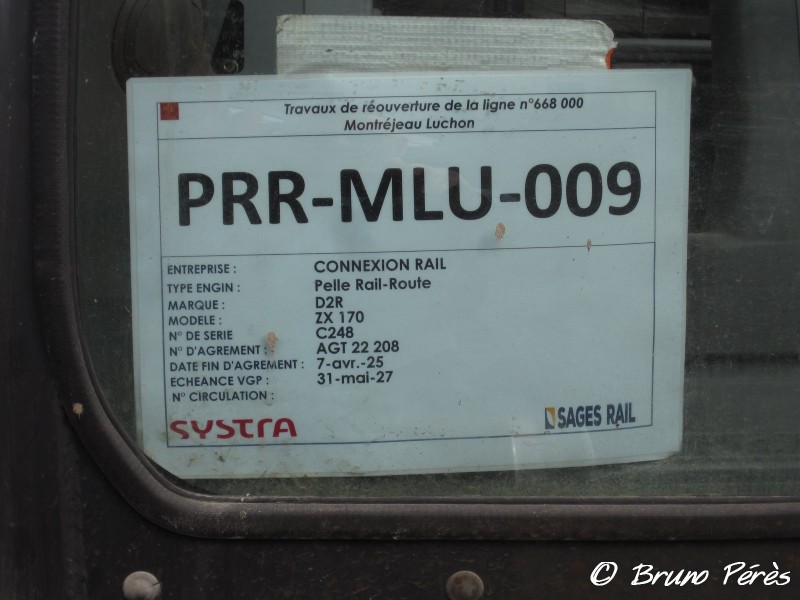 Travaux de réouverture de la ligne n°668 000
Montréjeau Luchon
PRR-MLU-009
ENTREPRISE : CONNEXION RAIL
TYPE ENGIN : Pelle Rail-Route
MARQUE : D2R
MODELE : ZX 170
N° DE SERIE C248
N° D'AGREMENT : AGT 22 208
DATE FIN D'AGREMENT : 7-avr.-25
ECHEANCE VGP : 31-mai-27
N° CIRCULATION :
SYSTRA
SAGES RAIL
© Bruno Pérès